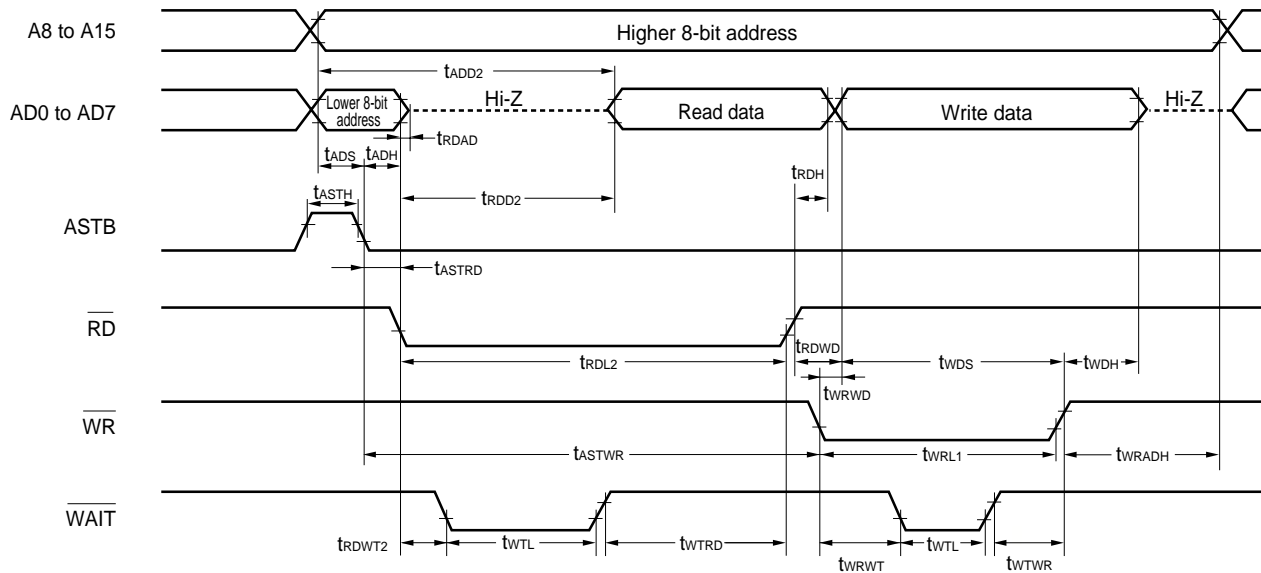 A8 to A15
Higher 8-bit address
tADD2
AD0 to AD7
Lower 8-bit
address
Hi-Z
Read data
Write data
Hi-Z
tRDAD
tADS
tADH
tRDH
tASTH
tRDD2
ASTB
tASTRD
RD
tRDL2
tRDWD
tWDS
tWDH
tWRWD
WR
tASTWR
tWRL1
tWRADH
WAIT
tRDWT2
tWTL
tWTRD
tWRWT
tWTL
tWTWR